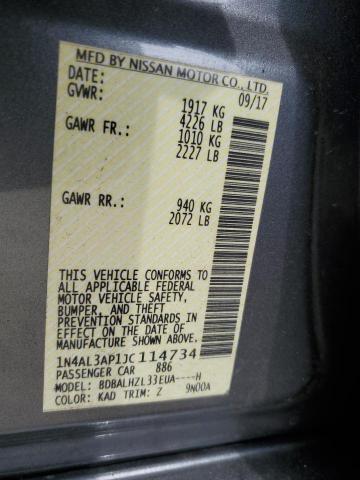 MFD BY NISSAN MOTOR CO., LTD.
DATE: 09/17
GVWR: 1917 KG
4226 LB
GAWR FR.: 1010 KG
2227 LB
GAWR RR.: 940 KG
2072 LB
THIS VEHICLE CONFORMS TO
ALL APPLICABLE FEDERAL
MOTOR VEHICLE SAFETY,
BUMPER, AND THEFT
PREVENTION STANDARDS IN
EFFECT ON THE DATE OF
MANUFACTURE SHOWN ABOVE.
1N4AL3AP1JC114734
PASSENGER CAR 886
MODEL: BDBALHZL33EUA----H
COLOR: KAD TRIM: Z 9N00A